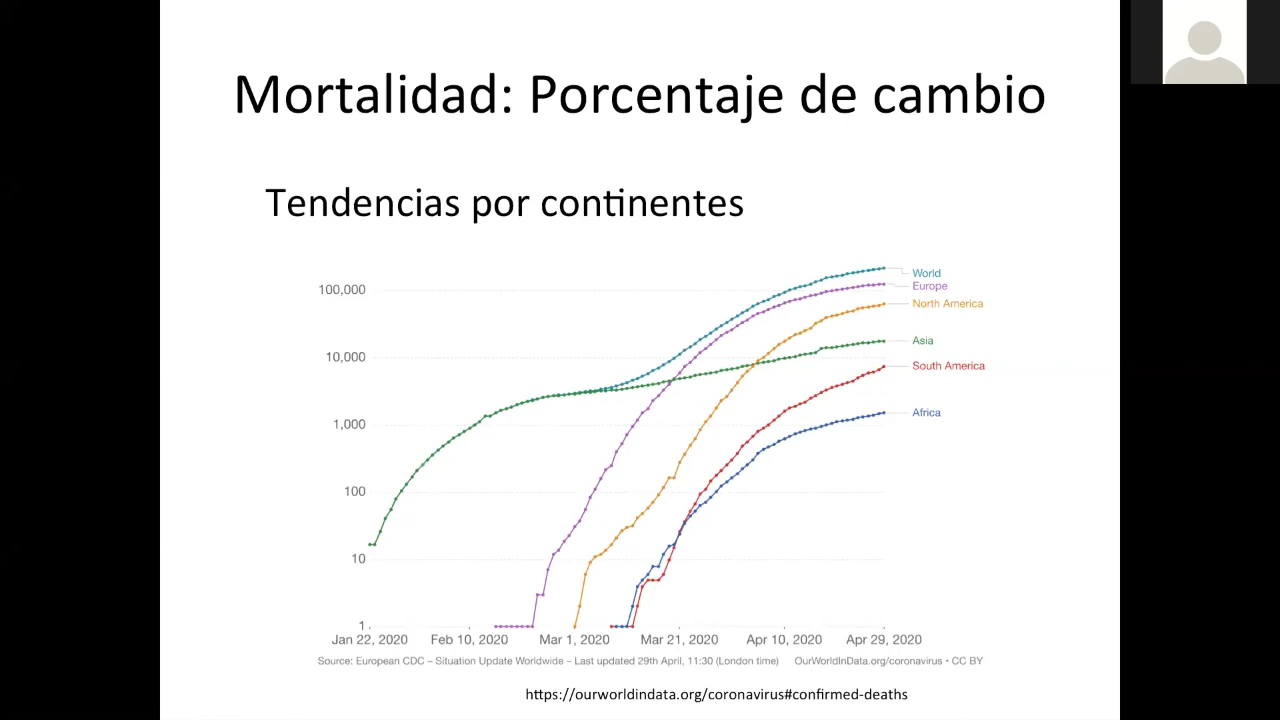 Mortalidad: Porcentaje de cambio
Tendencias por continentes
World
100,000
Europe
North America
Asia
10,000
South America
Africa
1,000
100
10
1
Jan 22, 2020 Feb 10, 2020 Mar 1, 2020 Mar 21, 2020 Apr 10, 2020 Apr 29, 2020
Source: European CDC – Situation Update Worldwide – Last updated 29th April, 11:30 (London time) OurWorldInData.org/coronavirus • CC BY
https://ourworldindata.org/coronavirus#confirmed-deaths